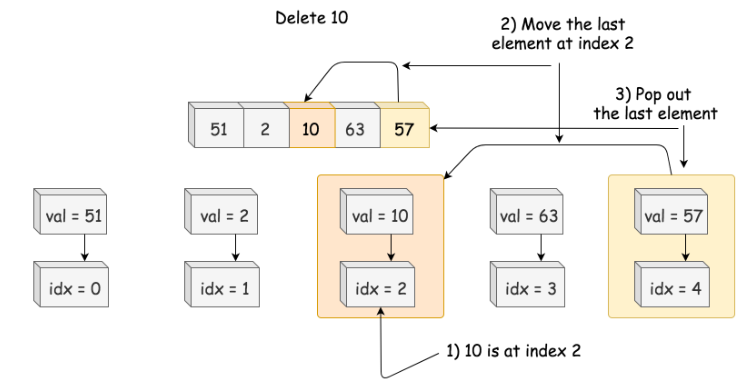 Delete 10
2) Move the last
element at index 2
3) Pop out
the last element
51 2 10 63 57
val = 51 val = 2 val = 10 val = 63 val = 57
idx = 0 idx = 1 idx = 2 idx = 3 idx = 4
1) 10 is at index 2